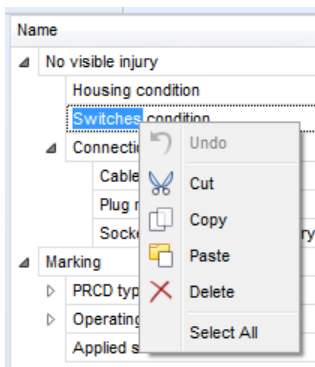 Name
No visible injury
Housing condition
Switches condition
Connecti
Undo
Cable
Cut
Plug r
Copy
Socke
ry
Marking
Paste
PRCD typ
Delete
Operating
Select All
Applied s